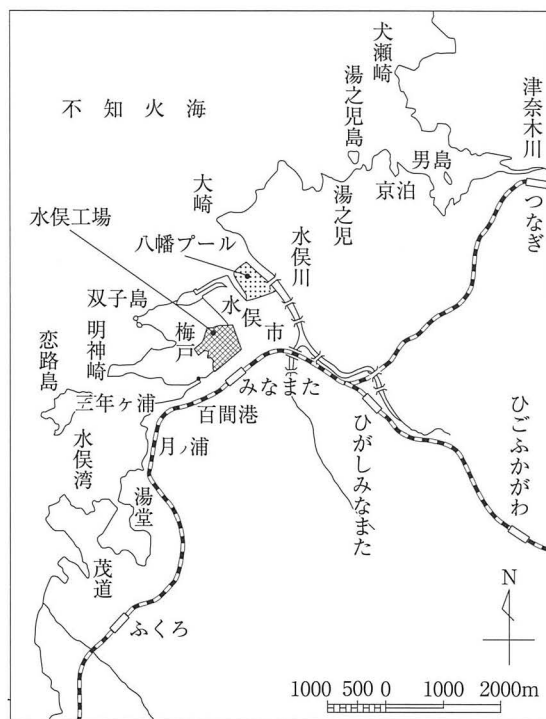 犬瀬崎
不知火海
湯之児島
津奈木川
男島
京泊
つなぎ
大崎
湯之児
水俣工場
八幡プール
水俣川
双子島
水俣市
梅戸
明神崎
恋路島
みなまた
三年ヶ浦
百間港
ひがしみなまた
ひごふかがわ
月ノ浦
水俣湾
湯堂
茂道
ふくろ
N
1000 500 0 1000 2000m